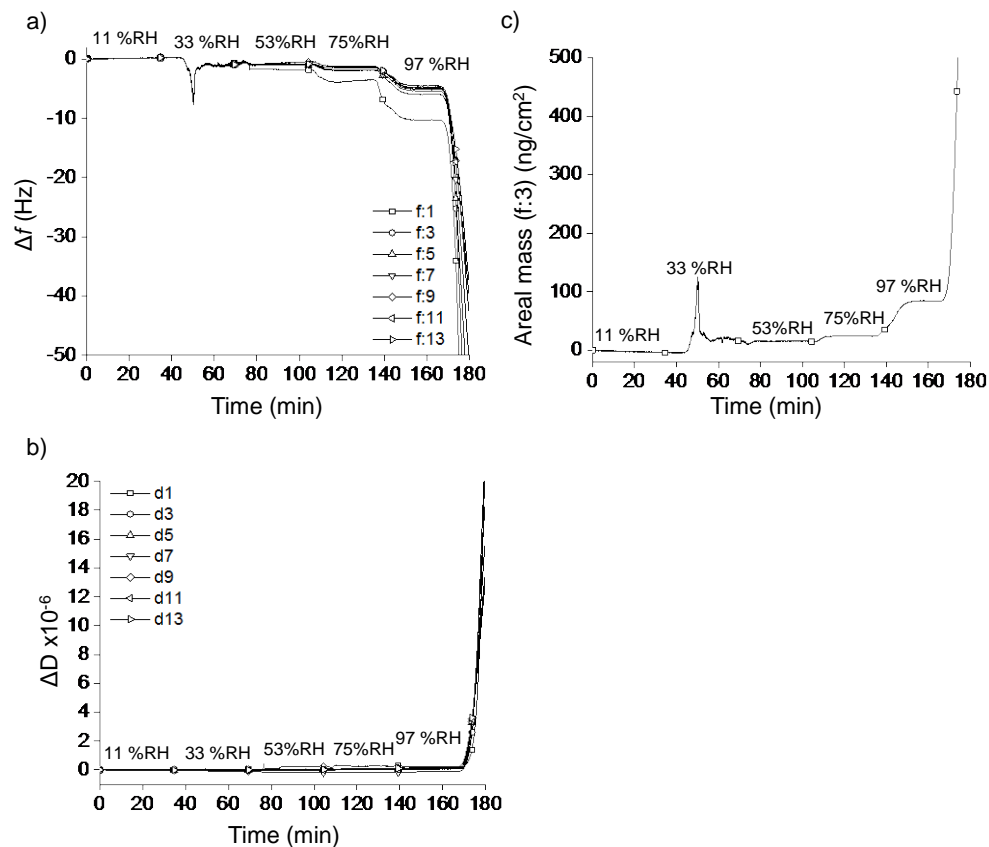 a)
11 %RH 33 %RH 53%RH 75%RH 97 %RH
0
-10
-20
-30
-40
-50
Δf (Hz)
f:1
f:3
f:5
f:7
f:9
f:11
f:13
0 20 40 60 80 100 120 140 160 180
Time (min)
c)
500
400
300
200
100
0
Areal mass (f:3) (ng/cm²)
11 %RH 33 %RH 53%RH 75%RH 97 %RH
0 20 40 60 80 100 120 140 160 180
Time (min)
b)
20
18
16
14
12
10
8
6
4
2
0
ΔD x10⁻⁶
d1
d3
d5
d7
d9
d11
d13
11 %RH 33 %RH 53%RH 75%RH 97 %RH
0 20 40 60 80 100 120 140 160 180
Time (min)